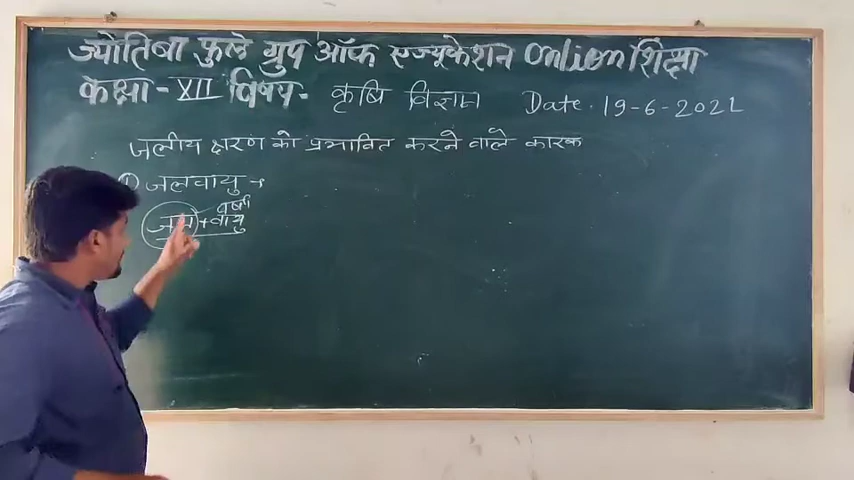 ज्योतिबा फुले ग्रुप ऑफ एज्यूकेशन Onlion शिक्षा
कक्षा - XII विषय - कृषि विज्ञान Date. 19-6-2021
जलीय क्षरण को प्रभावित करने वाले कारक
① जलवायु →
वर्षा
जल + वायु